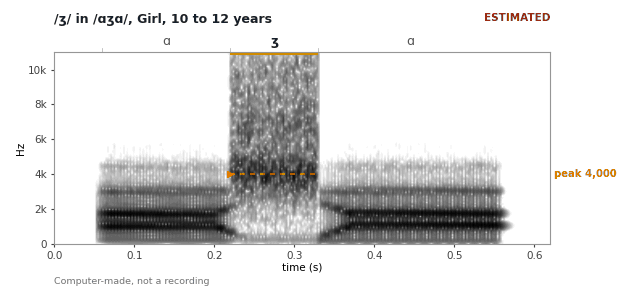 /ʒ/ in /ɑʒɑ/, Girl, 10 to 12 years
ESTIMATED
ɑ ʒ ɑ
10k
8k
6k
4k
2k
0
Hz
peak 4,000
0.0 0.1 0.2 0.3 0.4 0.5 0.6
time (s)
Computer-made, not a recording